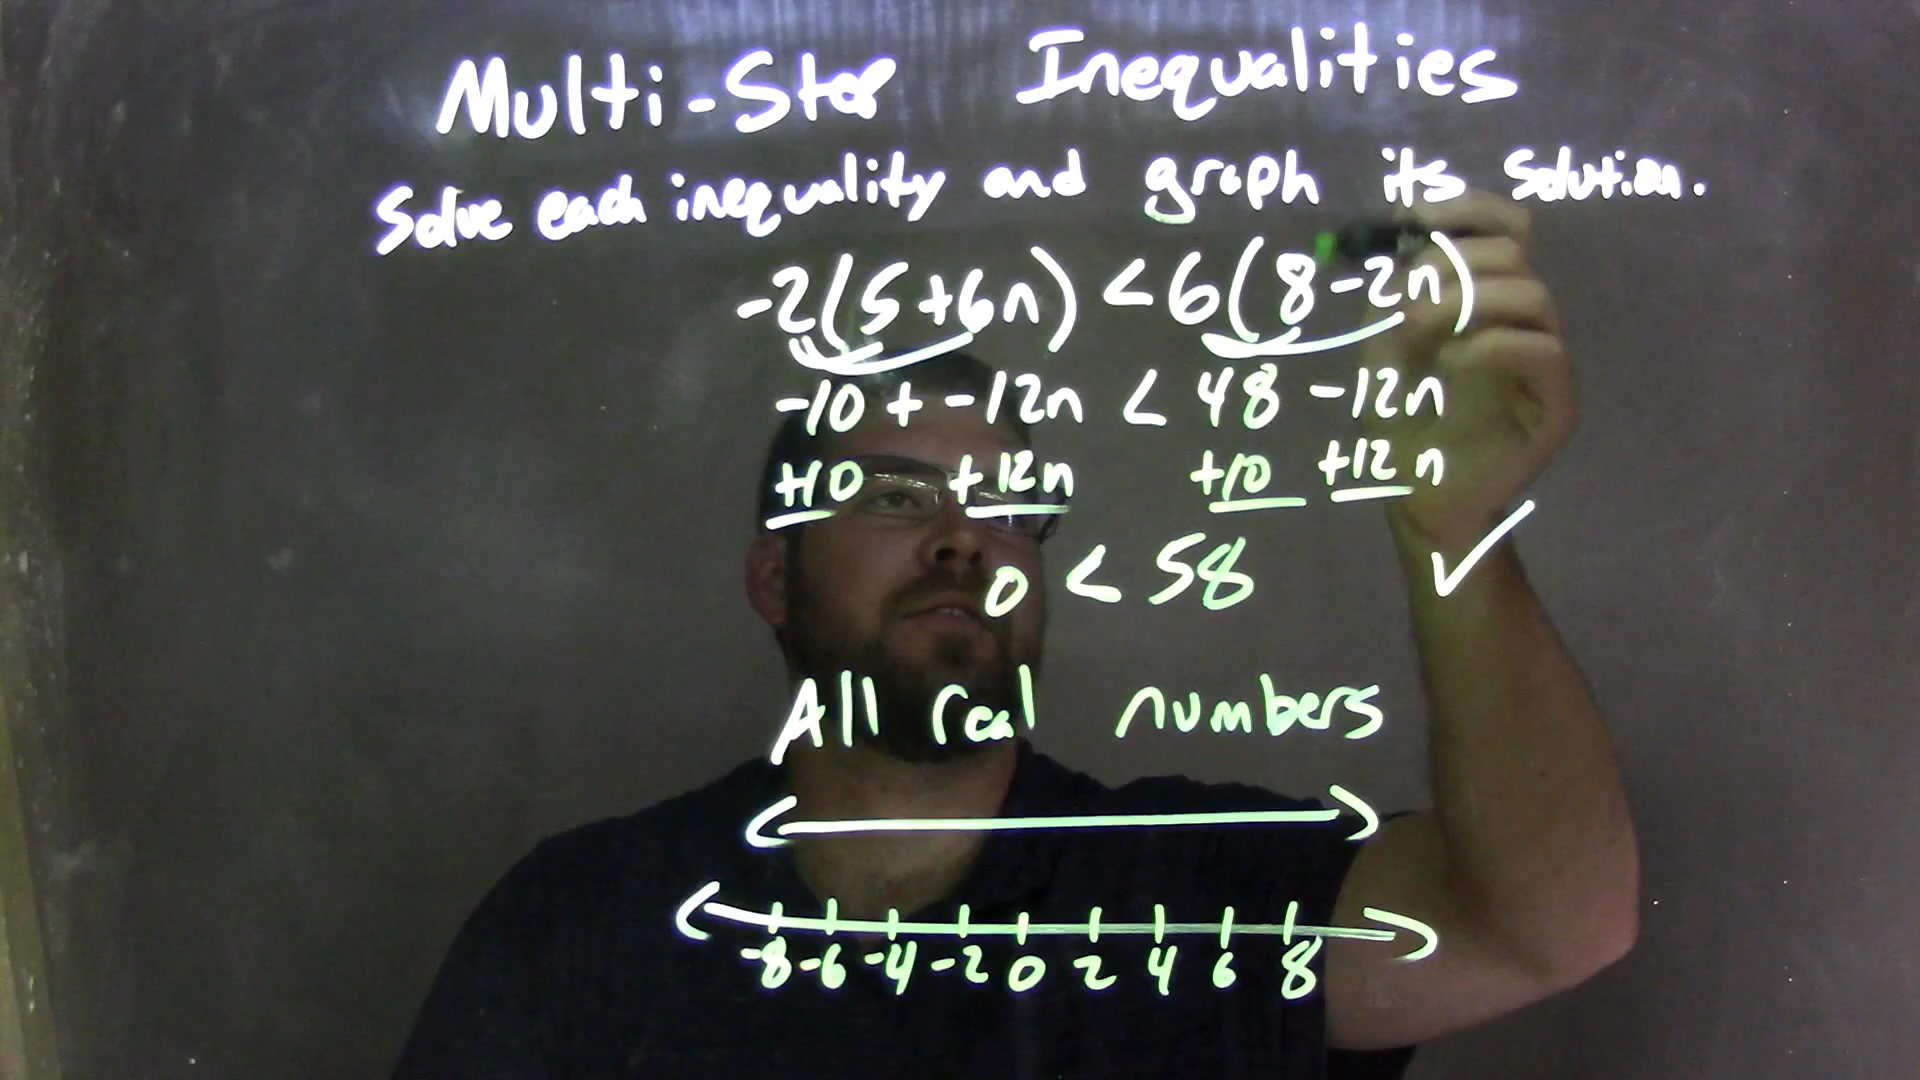 Multi-Step Inequalities
Solve each inequality and graph its solution.
-2(5+6n) < 6(8-2n)
-10 + -12n < 48 -12n
+10 +12n +10 +12n
0 < 58 ✓
All real numbers
-8 -6 -4 -2 0 2 4 6 8